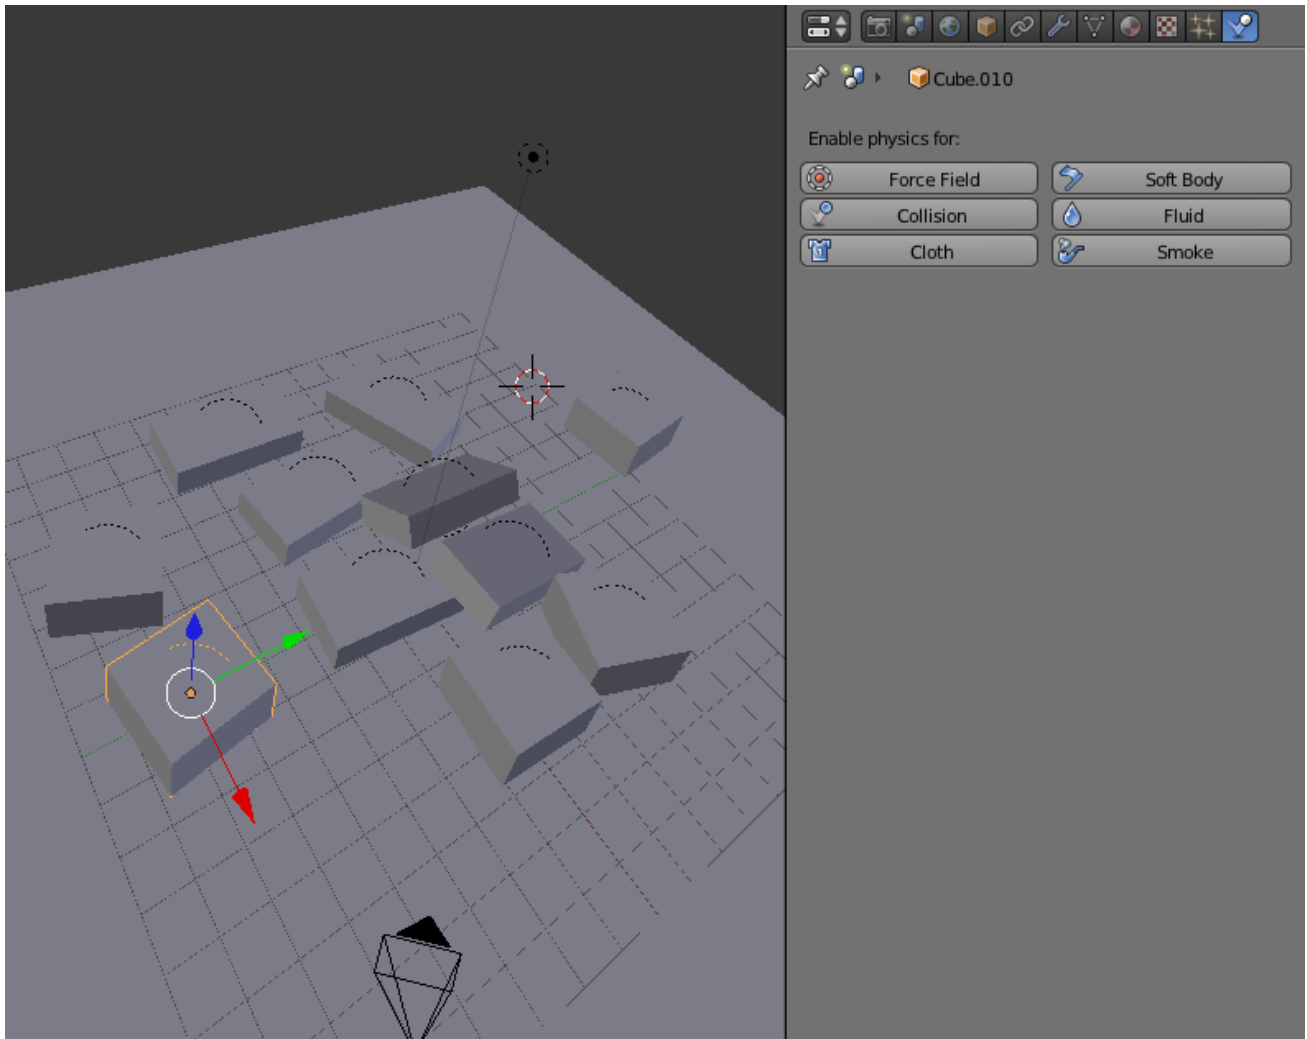 Cube.010
Enable physics for:
Force Field
Soft Body
Collision
Fluid
Cloth
Smoke